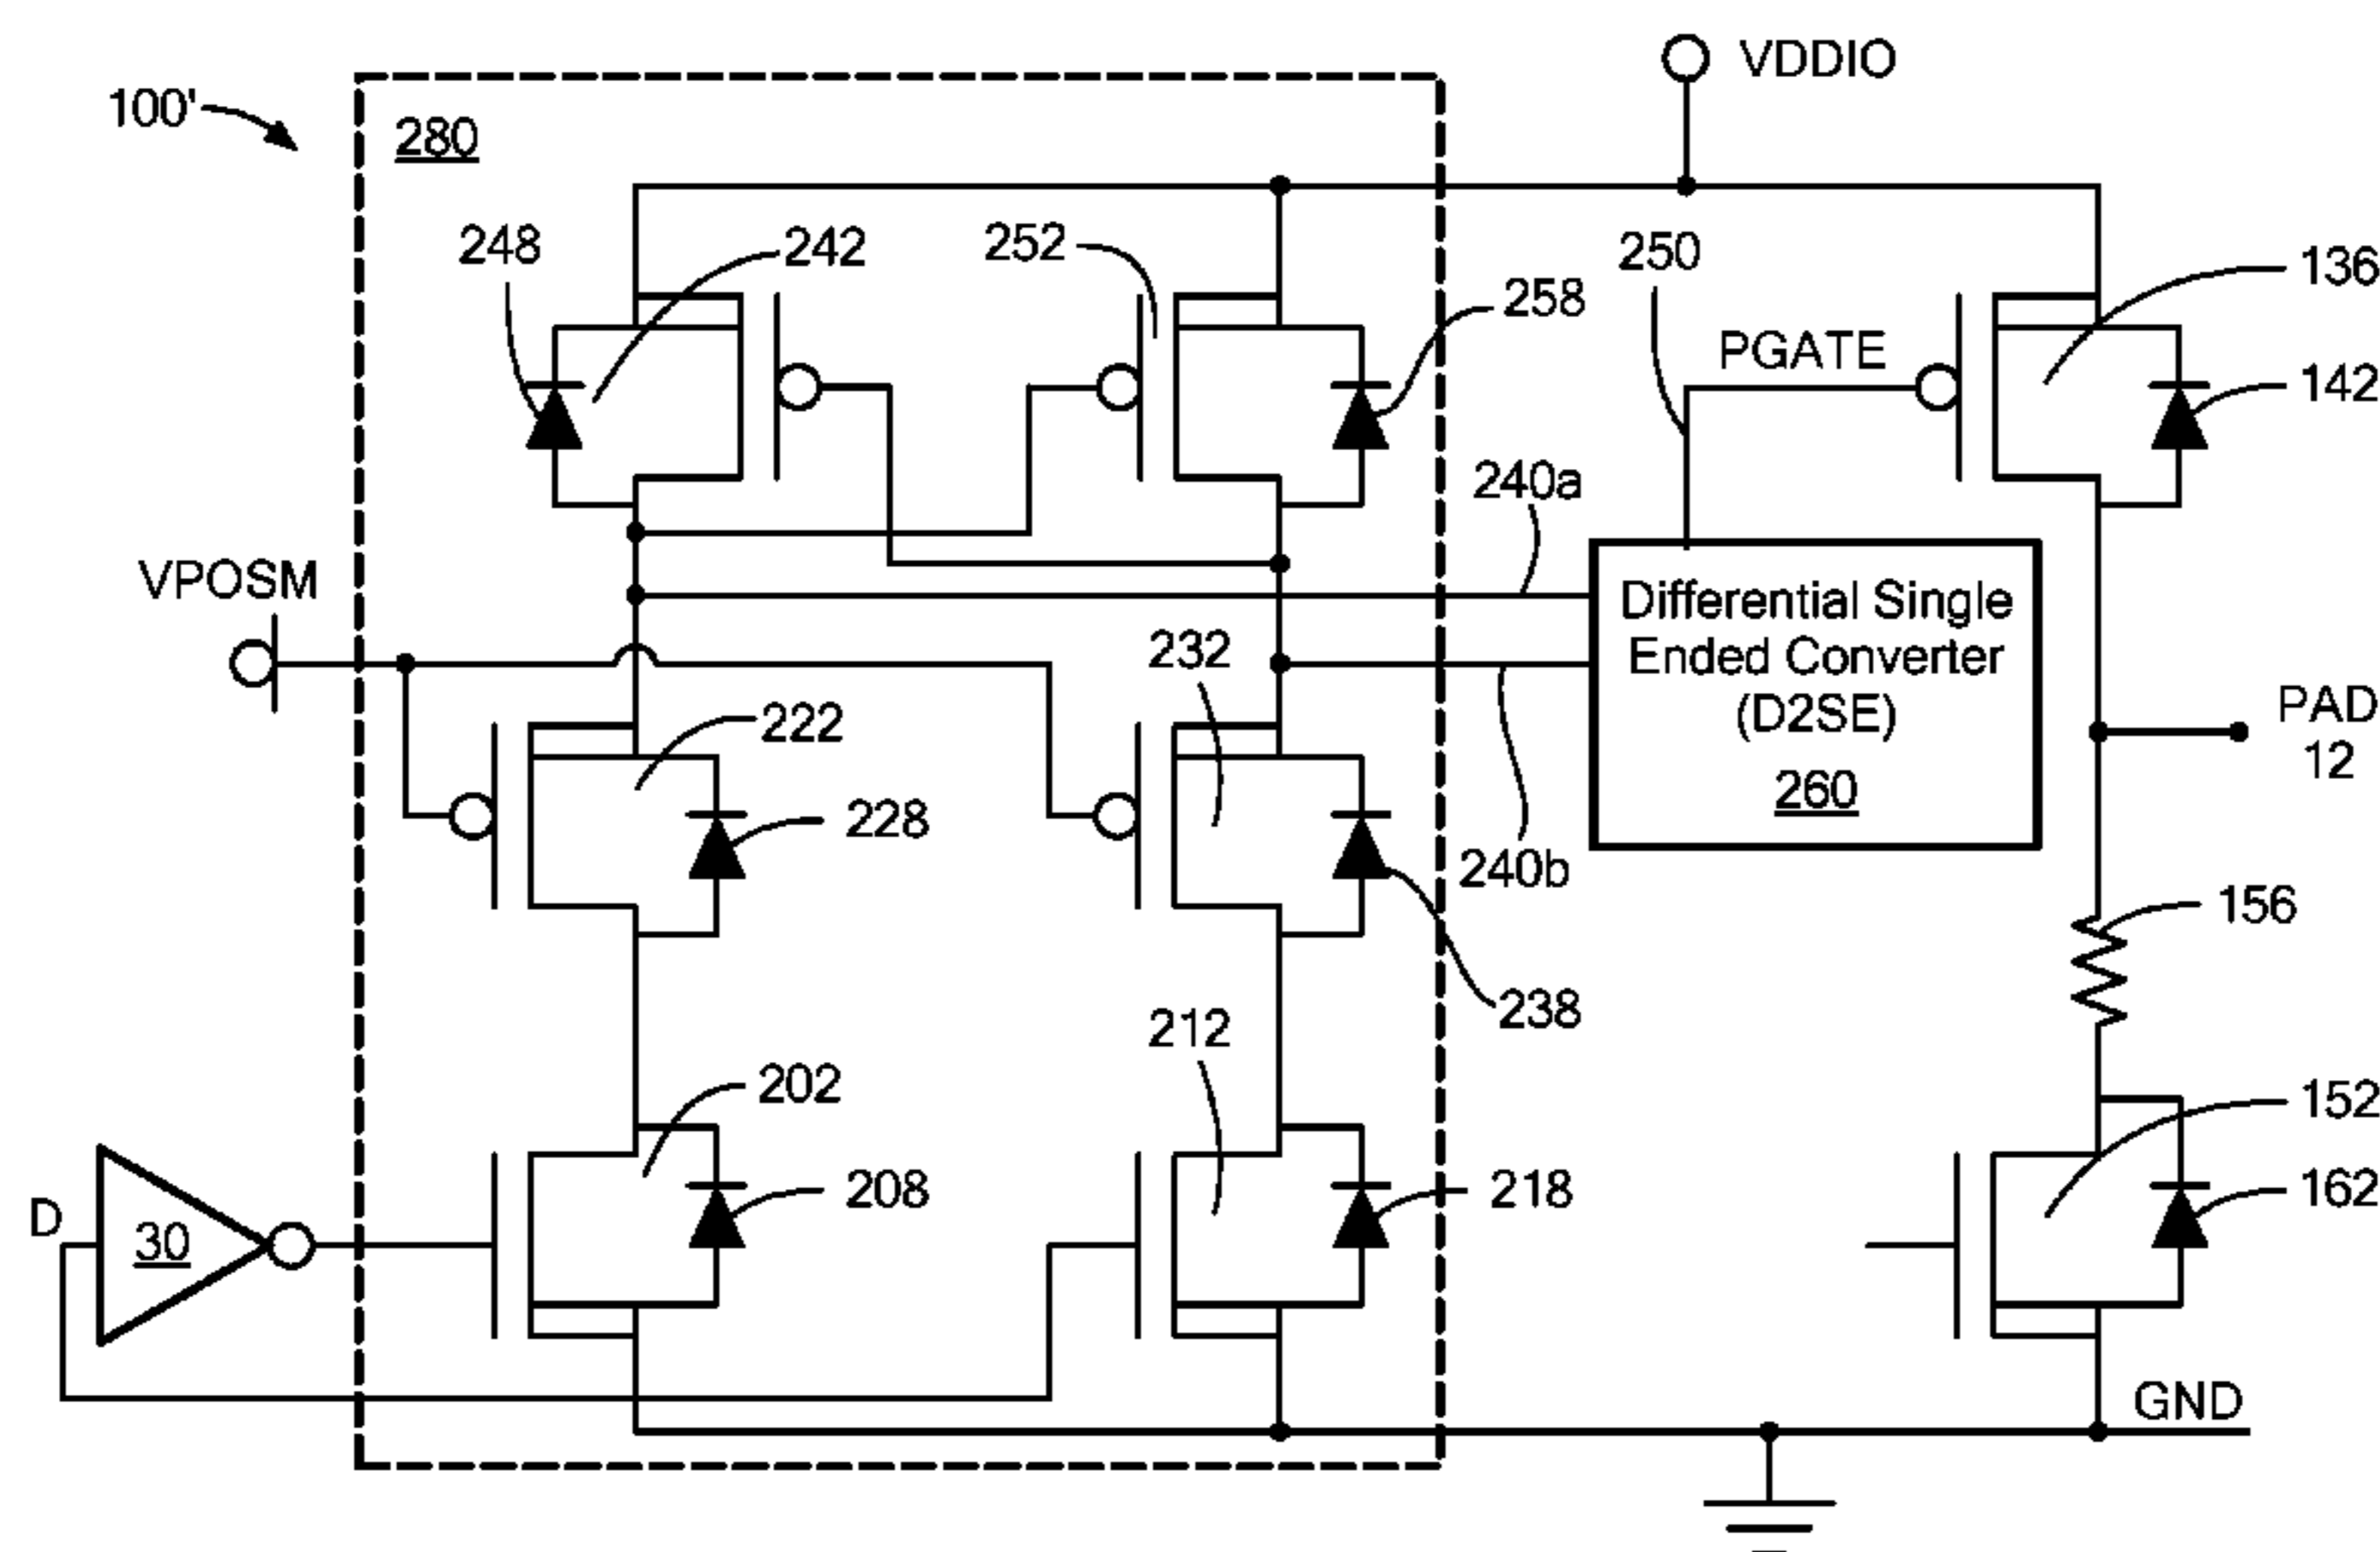 VDDIO
100'
280
248
242
252
258
250
136
PGATE
142
240a
VPOSM
Differential Single
Ended Converter
(D2SE)
260
232
222
PAD
12
228
240b
156
238
212
202
152
D
30
208
218
162
GND